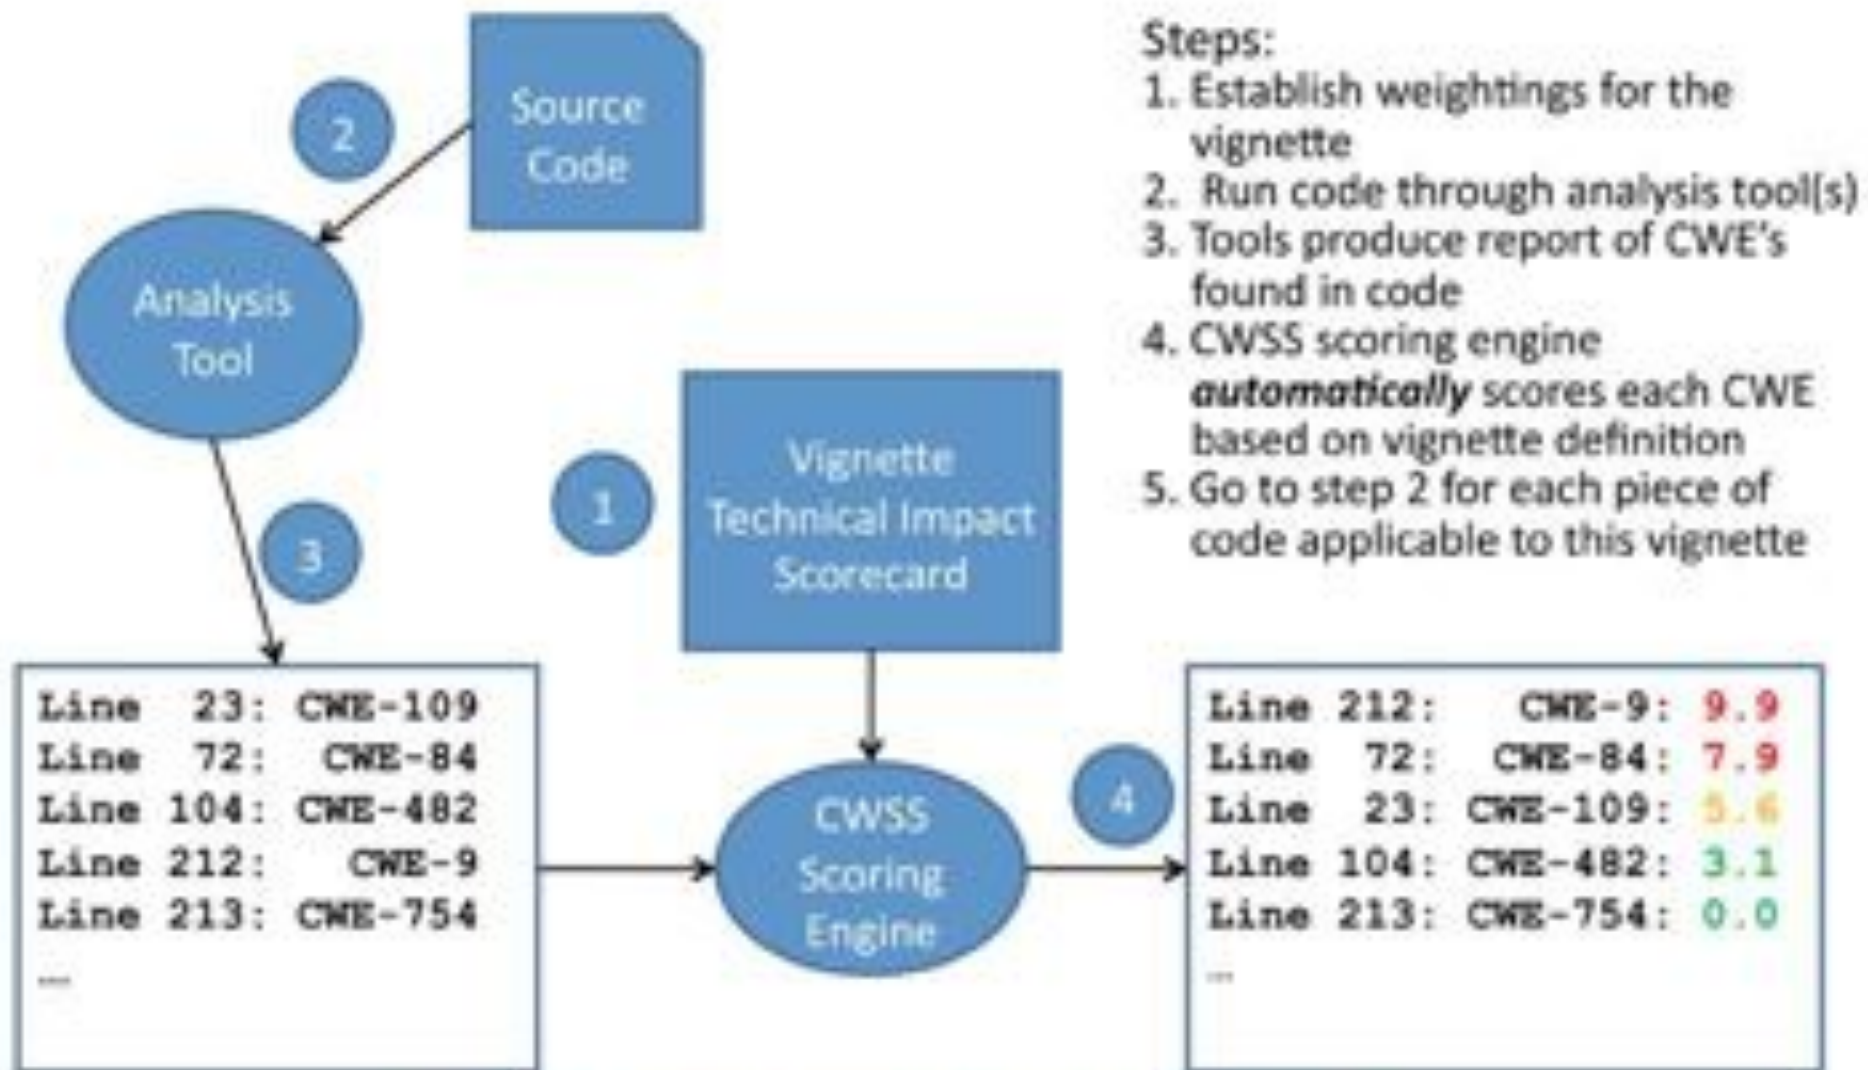 Steps:
1. Establish weightings for the
vignette
2. Run code through analysis tool(s)
3. Tools produce report of CWE's
found in code
4. CWSS scoring engine
automatically scores each CWE
based on vignette definition
5. Go to step 2 for each piece of
code applicable to this vignette
2
Source
Code
Analysis
Tool
3
1
Vignette
Technical Impact
Scorecard
Line 23: CWE-109
Line 72: CWE-84
Line 104: CWE-482
Line 212: CWE-9
Line 213: CWE-754
...
CWSS
Scoring
Engine
4
Line 212: CWE-9: 9.9
Line 72: CWE-84: 7.9
Line 23: CWE-109: 5.6
Line 104: CWE-482: 3.1
Line 213: CWE-754: 0.0
...